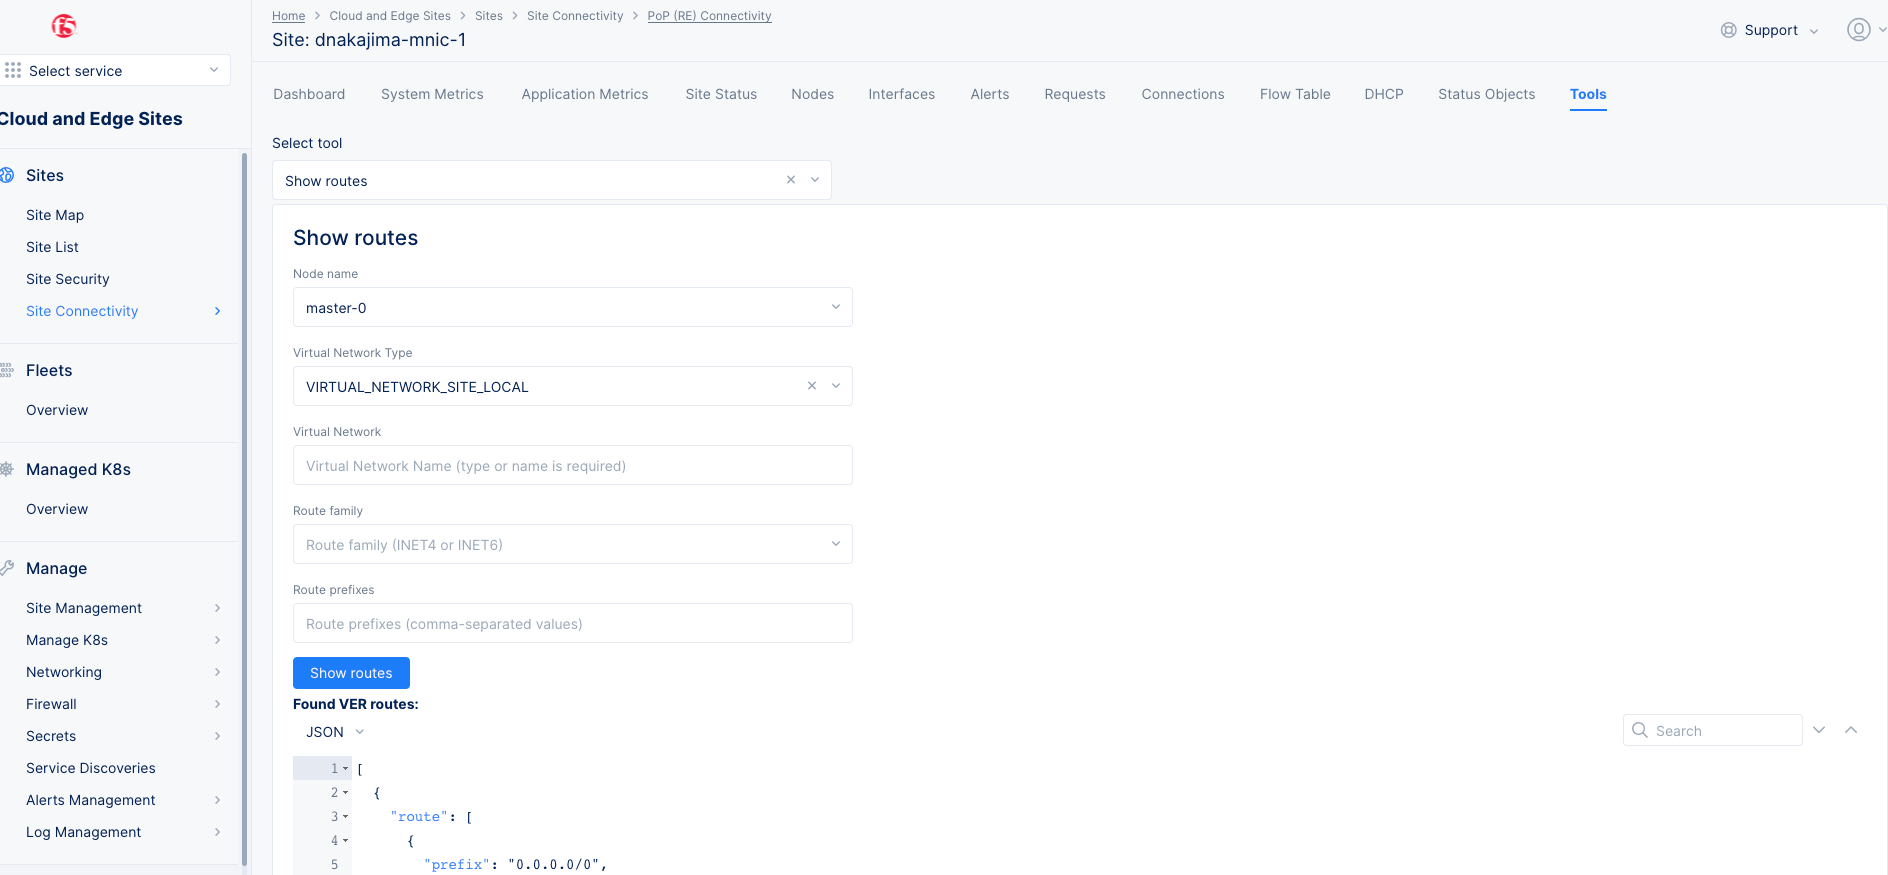 Home > Cloud and Edge Sites > Sites > Site Connectivity > PoP (RE) Connectivity
Site: dnakajima-mnic-1
Support
f5
Select service
Cloud and Edge Sites
Sites
Site Map
Site List
Site Security
Site Connectivity
Fleets
Overview
Managed K8s
Overview
Manage
Site Management
Manage K8s
Networking
Firewall
Secrets
Service Discoveries
Alerts Management
Log Management
Dashboard System Metrics Application Metrics Site Status Nodes Interfaces Alerts Requests Connections Flow Table DHCP Status Objects Tools
Select tool
Show routes
Show routes
Node name
master-0
Virtual Network Type
VIRTUAL_NETWORK_SITE_LOCAL
Virtual Network
Virtual Network Name (type or name is required)
Route family
Route family (INET4 or INET6)
Route prefixes
Route prefixes (comma-separated values)
Show routes
Found VER routes:
JSON
Search
1 [
2 {
3 "route": [
4 {
5 "prefix": "0.0.0.0/0",